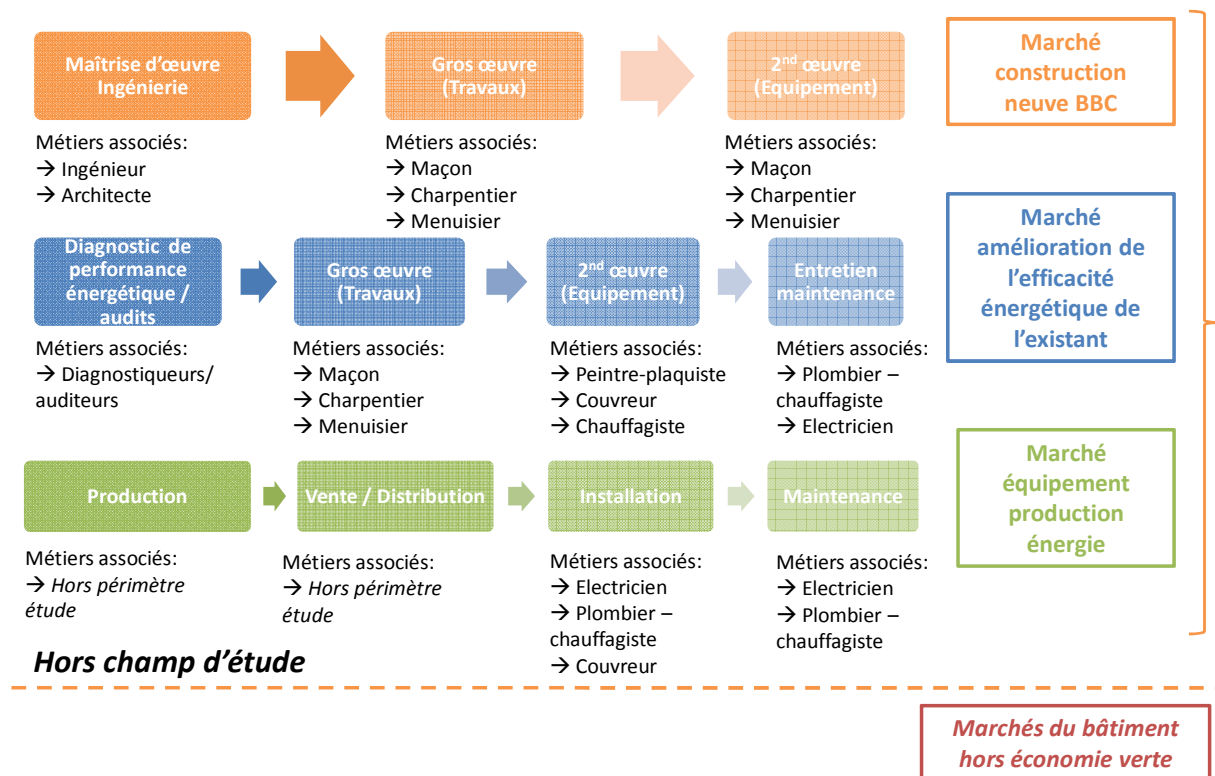 Maîtrise d'œuvre
Ingénierie
Gros œuvre
(Travaux)
2nd œuvre
(Equipement)
Marché
construction
neuve BBC
Métiers associés:
→ Ingénieur
→ Architecte
Métiers associés:
→ Maçon
→ Charpentier
→ Menuisier
Métiers associés:
→ Maçon
→ Charpentier
→ Menuisier
Diagnostic de
performance
énergétique /
audits
Gros œuvre
(Travaux)
2nd œuvre
(Equipement)
Entretien
maintenance
Marché
amélioration de
l'efficacité
énergétique de
l'existant
Métiers associés:
→ Diagnostiqueurs/
auditeurs
Métiers associés:
→ Maçon
→ Charpentier
→ Menuisier
Métiers associés:
→ Peintre-plaquiste
→ Couvreur
→ Chauffagiste
Métiers associés:
→ Plombier –
chauffagiste
→ Electricien
Production
Vente / Distribution
Installation
Maintenance
Marché
équipement
production
énergie
Métiers associés:
→ Hors périmètre
étude
Métiers associés:
→ Hors périmètre
étude
Métiers associés:
→ Electricien
→ Plombier –
chauffagiste
→ Couvreur
Métiers associés:
→ Electricien
→ Plombier –
chauffagiste
Hors champ d'étude
Marchés du bâtiment
hors économie verte